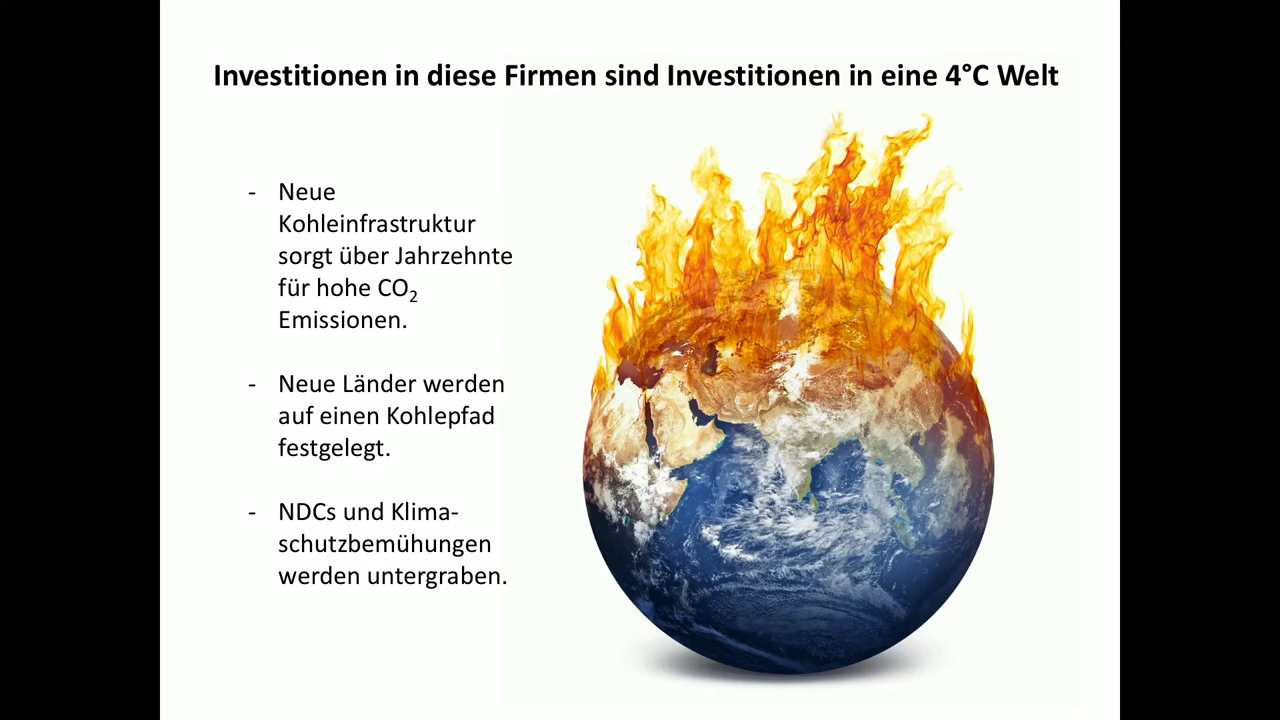 Investitionen in diese Firmen sind Investitionen in eine 4°C Welt
- Neue
Kohleinfrastruktur
sorgt über Jahrzehnte
für hohe CO₂
Emissionen.
- Neue Länder werden
auf einen Kohlepfad
festgelegt.
- NDCs und Klima-
schutzbemühungen
werden untergraben.